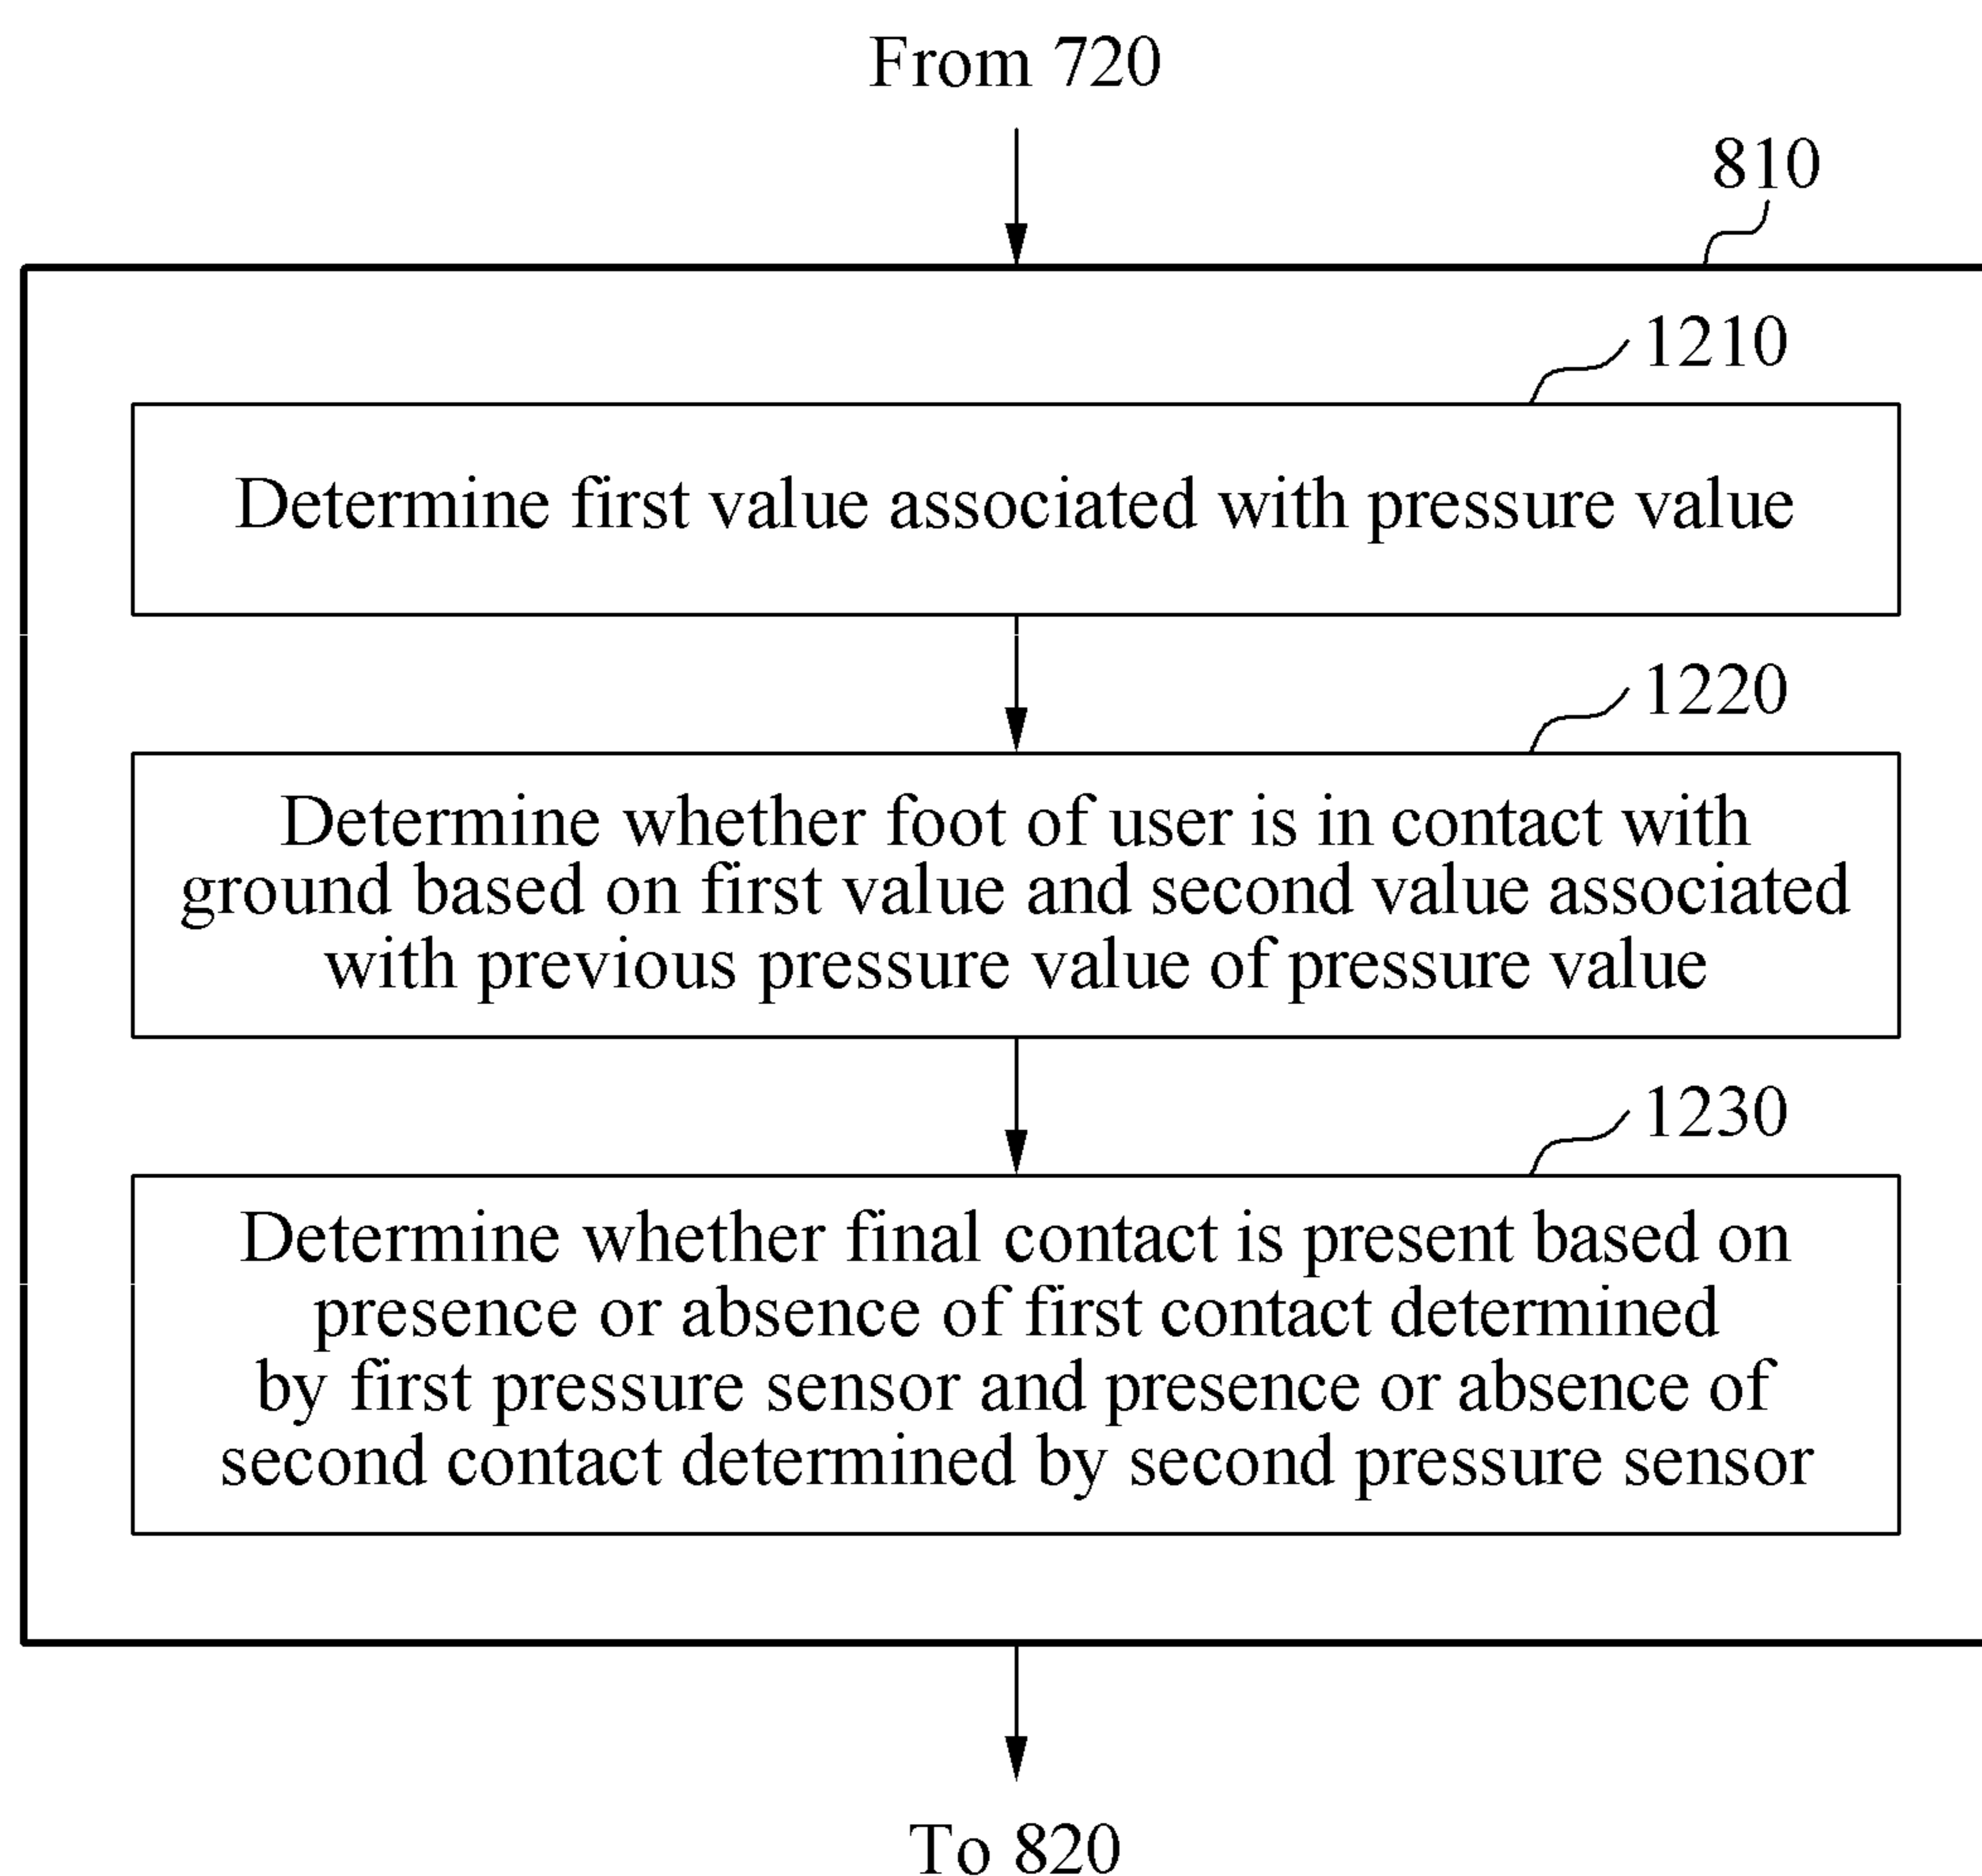 From 720
810
1210
Determine first value associated with pressure value
1220
Determine whether foot of user is in contact with
ground based on first value and second value associated
with previous pressure value of pressure value
1230
Determine whether final contact is present based on
presence or absence of first contact determined
by first pressure sensor and presence or absence of
second contact determined by second pressure sensor
To 820